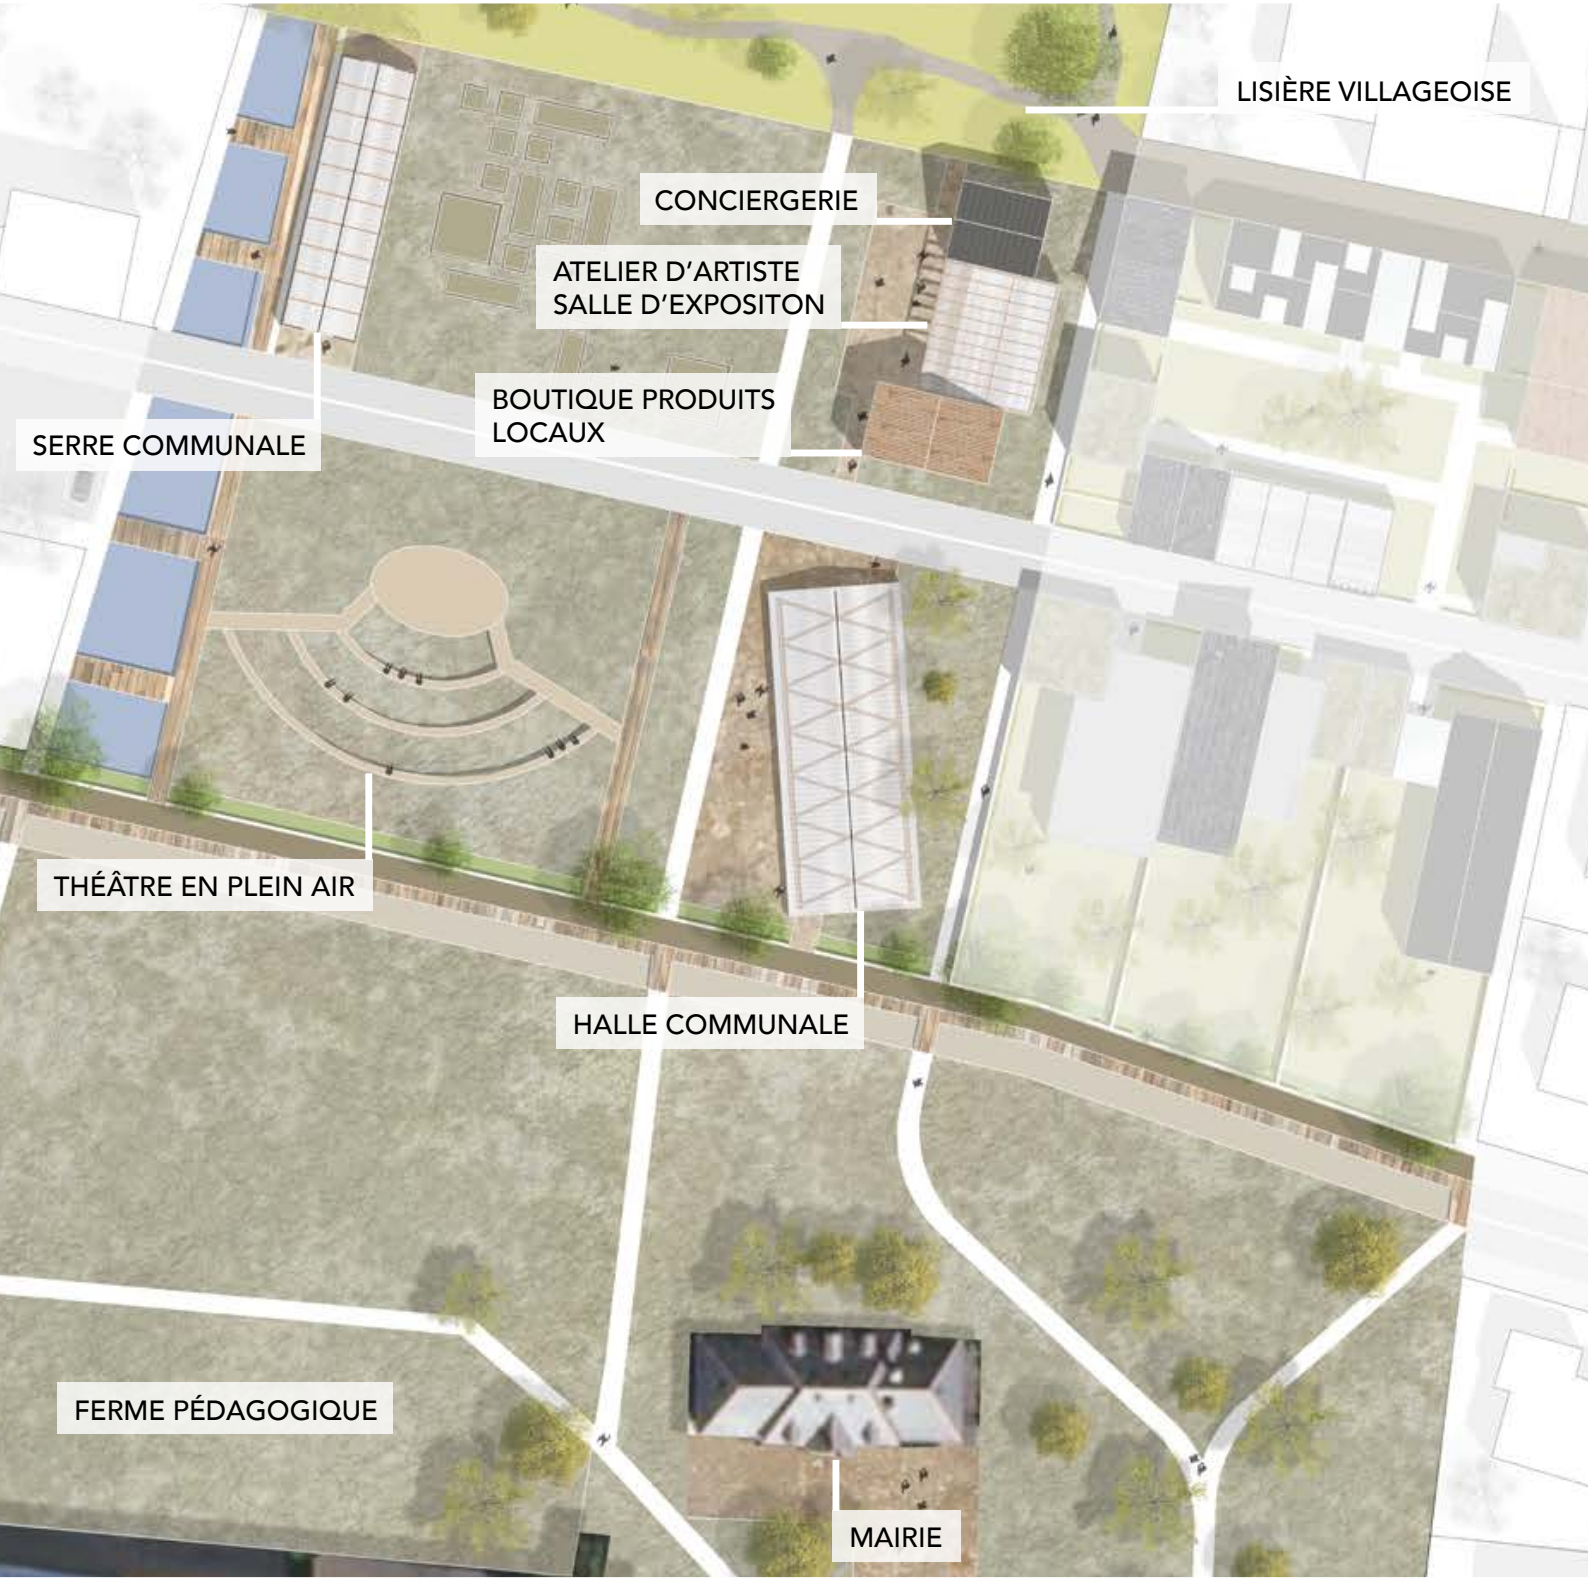 LISIÈRE VILLAGEOISE
CONCIERGERIE
ATELIER D'ARTISTE
SALLE D'EXPOSITON
BOUTIQUE PRODUITS
LOCAUX
SERRE COMMUNALE
THÉÂTRE EN PLEIN AIR
HALLE COMMUNALE
FERME PÉDAGOGIQUE
MAIRIE